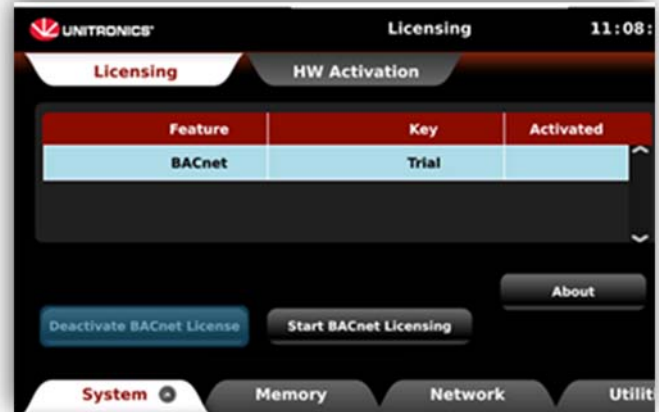 UNITRONICS Licensing 11:08:
Licensing HW Activation
Feature Key Activated
BACnet Trial
About
Deactivate BACnet License Start BACnet Licensing
System Memory Network Utilit